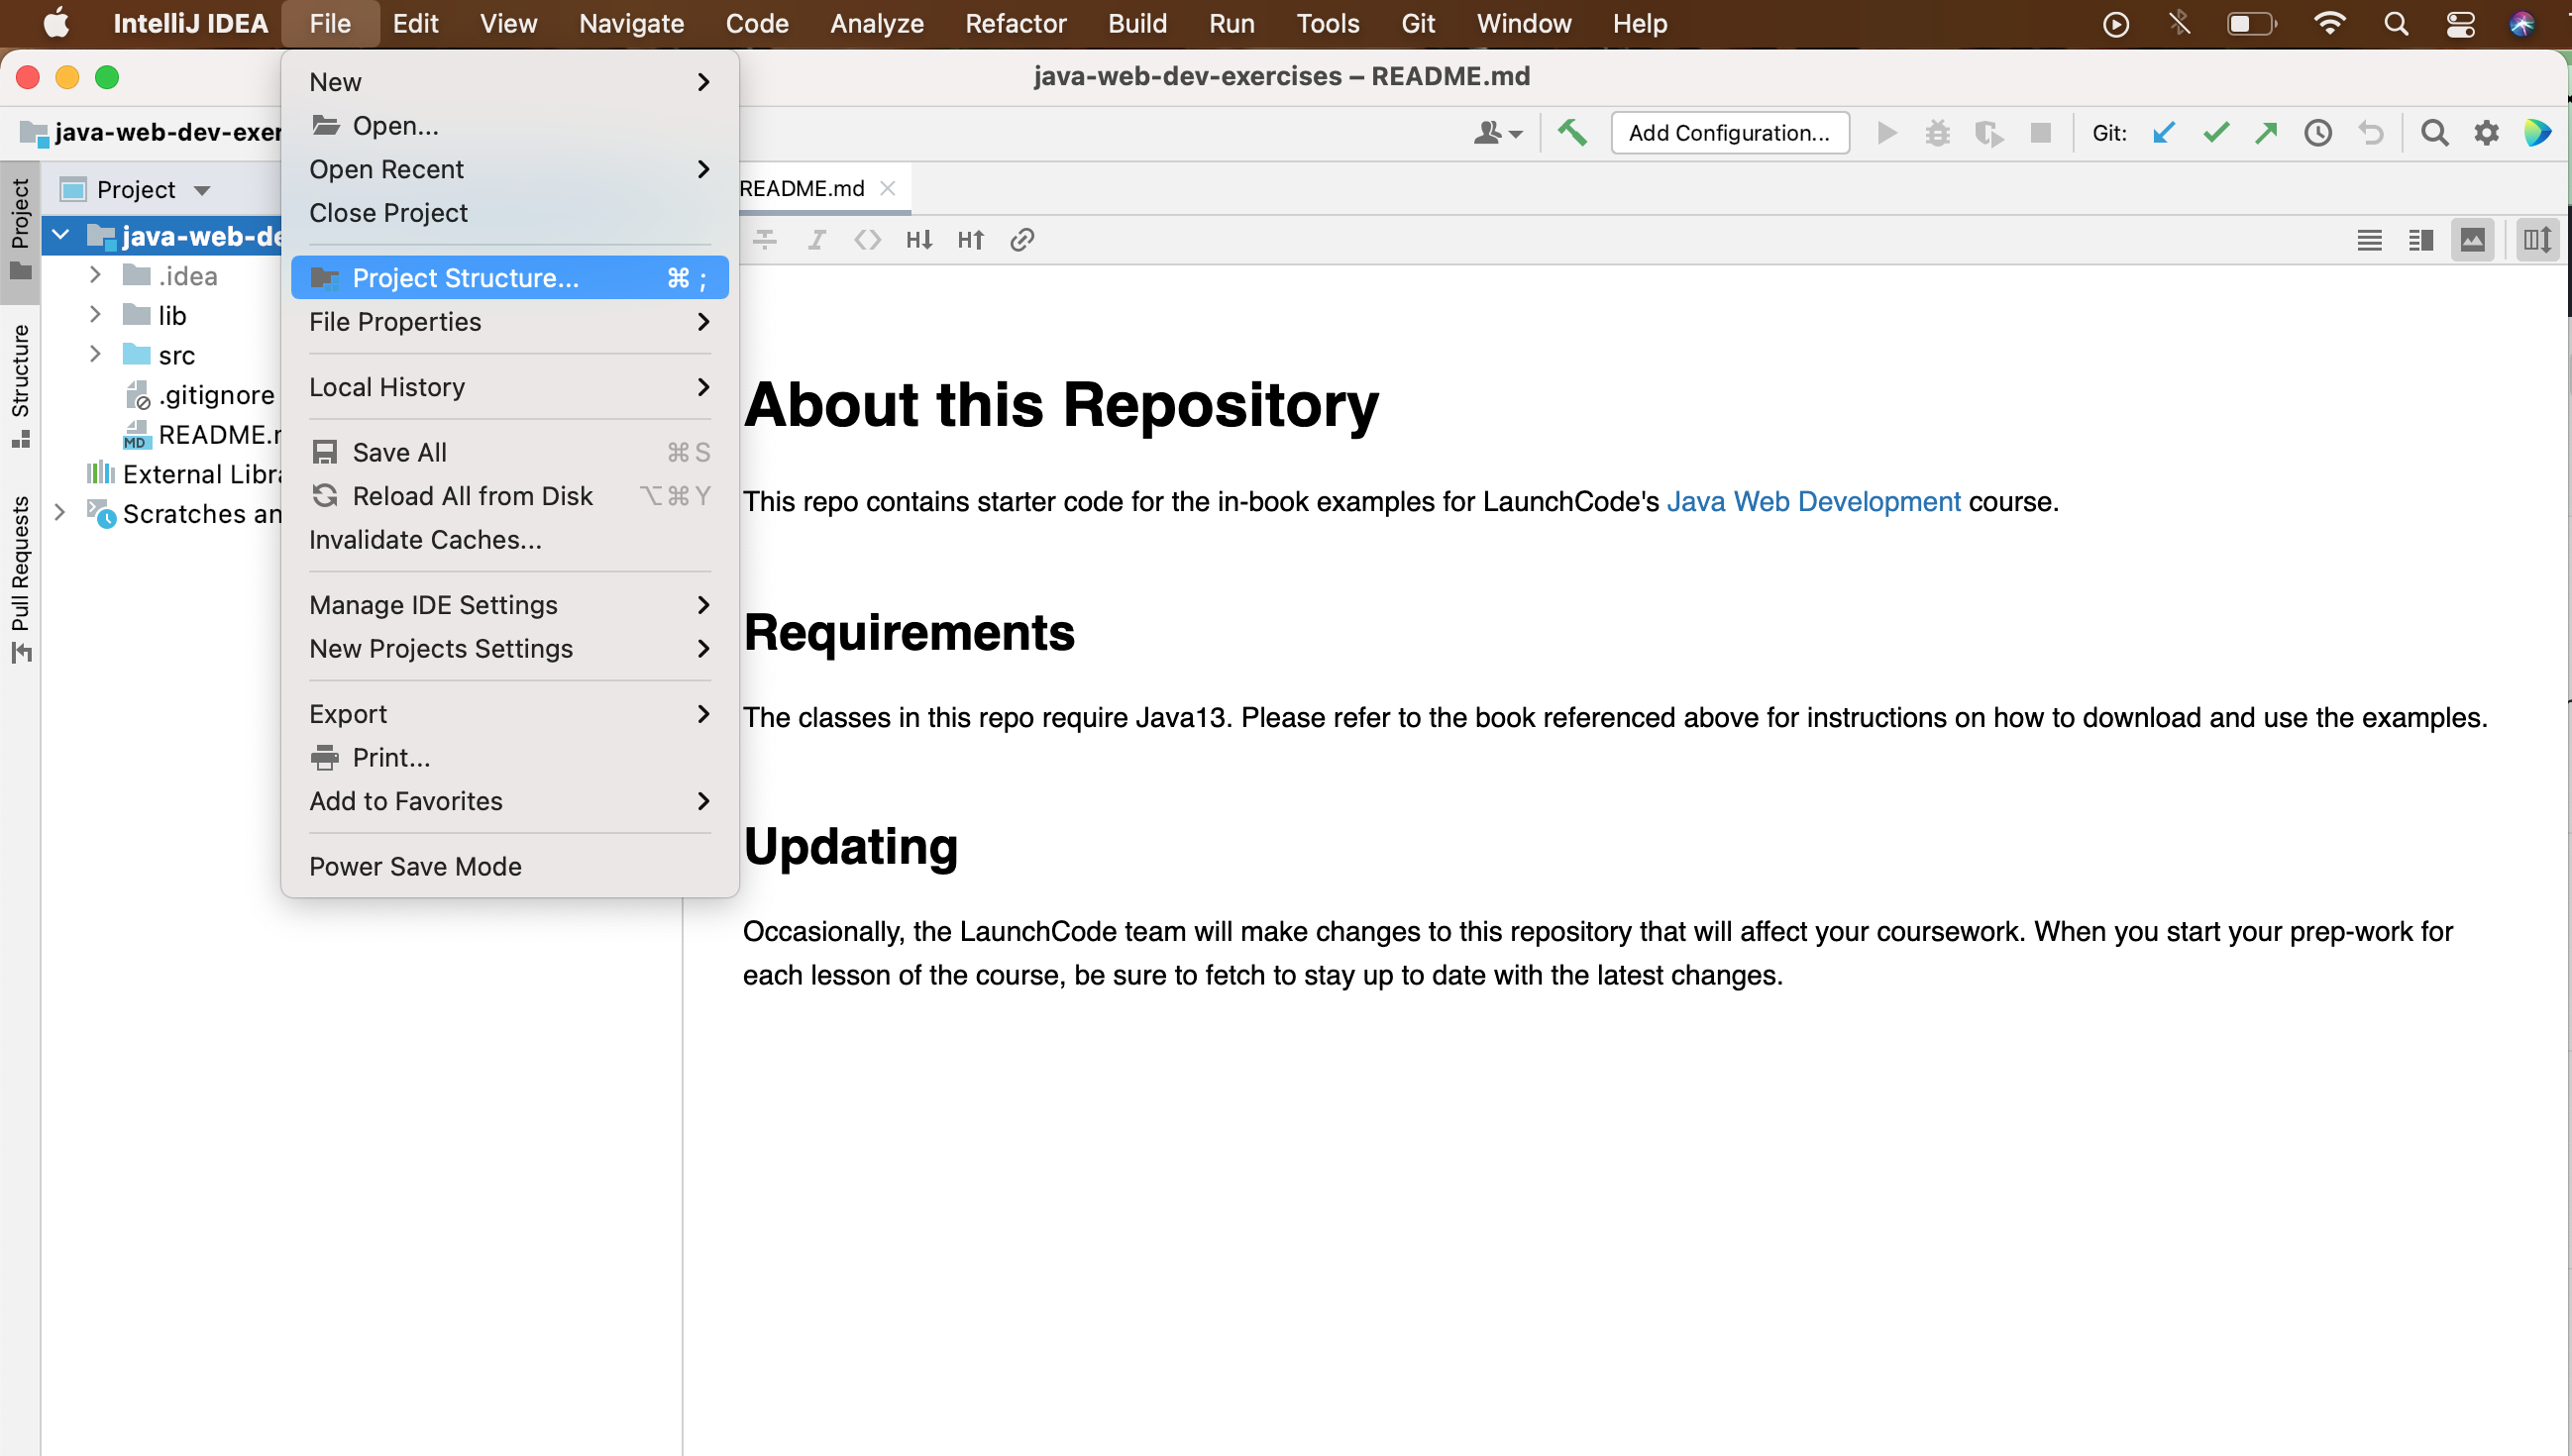 IntelliJ IDEA File Edit View Navigate Code Analyze Refactor Build Run Tools Git Window Help
java-web-dev-exercises – README.md
java-web-dev-exer
Add Configuration...
Git:
Project
Structure
Pull Requests
Project
java-web-de
.idea
lib
src
.gitignore
MD README.
External Libr
Scratches an
New
Open...
Open Recent
Close Project
Project Structure... ⌘ ;
File Properties
Local History
Save All ⌘ S
Reload All from Disk ⌥ ⌘ Y
Invalidate Caches...
Manage IDE Settings
New Projects Settings
Export
Print...
Add to Favorites
Power Save Mode
README.md
H↓ H↑
About this Repository
This repo contains starter code for the in-book examples for LaunchCode's Java Web Development course.
Requirements
The classes in this repo require Java13. Please refer to the book referenced above for instructions on how to download and use the examples.
Updating
Occasionally, the LaunchCode team will make changes to this repository that will affect your coursework. When you start your prep-work for
each lesson of the course, be sure to fetch to stay up to date with the latest changes.